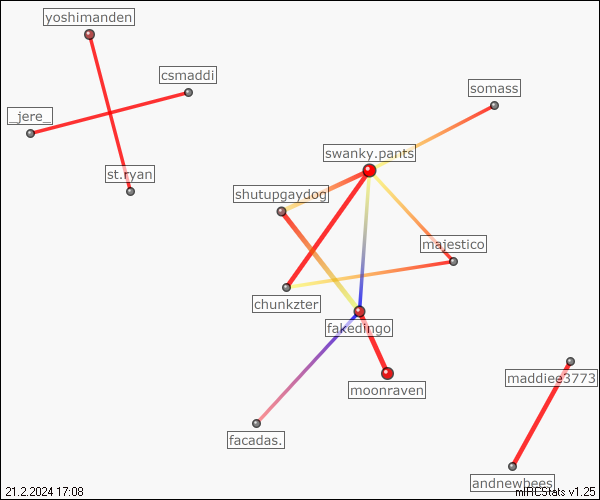 yoshimanden
csmaddi
somass
_jere_
swanky.pants
st.ryan
shutupgaydog
majestico
chunkzter
fakedingo
maddiee3773
moonraven
facadas.
andnewbees
21.2.2024 17:08
mIRCStats v1.25